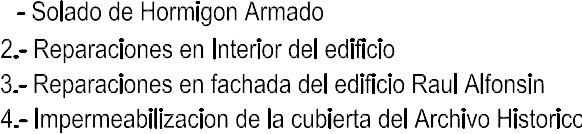 - Solado de Hormigon Armado
2.- Reparaciones en Interior del edificio
3.- Reparaciones en fachada del edificio Raul Alfonsin
4.- Impermeabilizacion de la cubierta del Archivo Historico